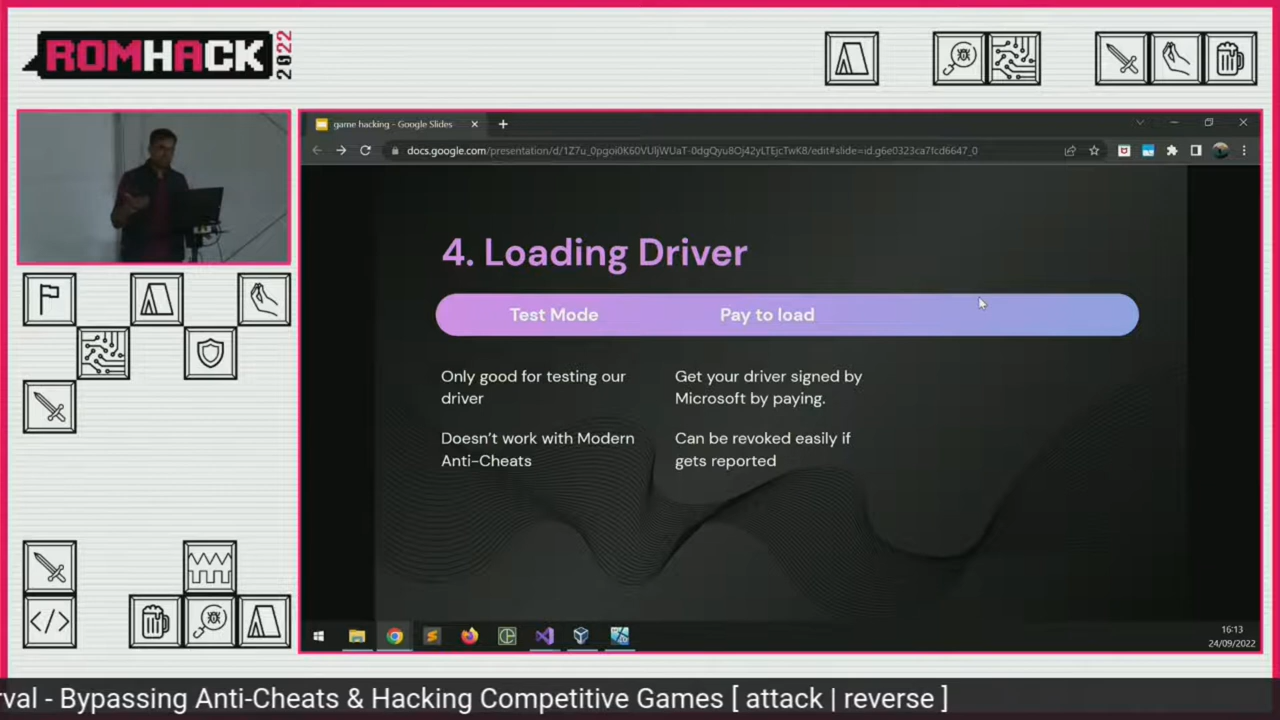 ROMHACK
2022
game hacking - Google Slides
docs.google.com/presentation/d/1Z7u_0pgoi0K60VUljWUaT-0dgQyu8Oj42yLTEjcTwK8/edit#slide=id.g6e0323ca7fcd6647_0
4. Loading Driver
Test Mode
Pay to load
Only good for testing our
driver
Doesn't work with Modern
Anti-Cheats
Get your driver signed by
Microsoft by paying.
Can be revoked easily if
gets reported
16:13
24/09/2022
</>
rval - Bypassing Anti-Cheats & Hacking Competitive Games [ attack | reverse ]